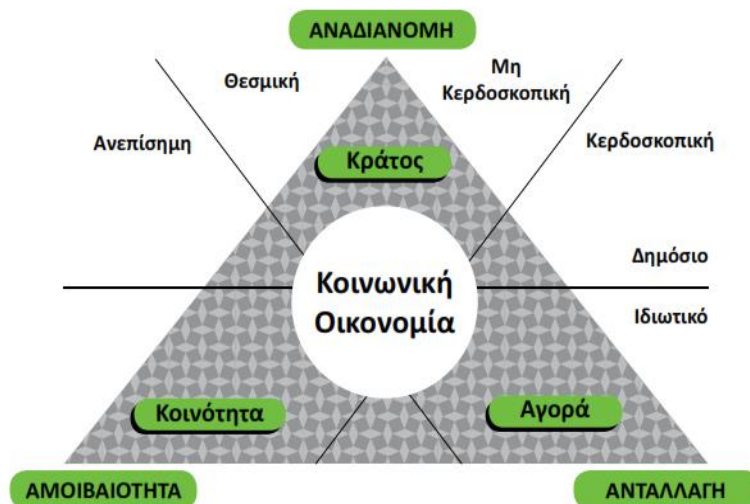 ΑΝΑΔΙΑΝΟΜΗ
Θεσμική
Μη
Κερδοσκοπική
Ανεπίσημη
Κερδοσκοπική
Κράτος
Δημόσιο
Κοινωνική
Οικονομία
Ιδιωτικό
Κοινότητα
Αγορά
ΑΜΟΙΒΑΙΟΤΗΤΑ
ΑΝΤΑΛΛΑΓΗ